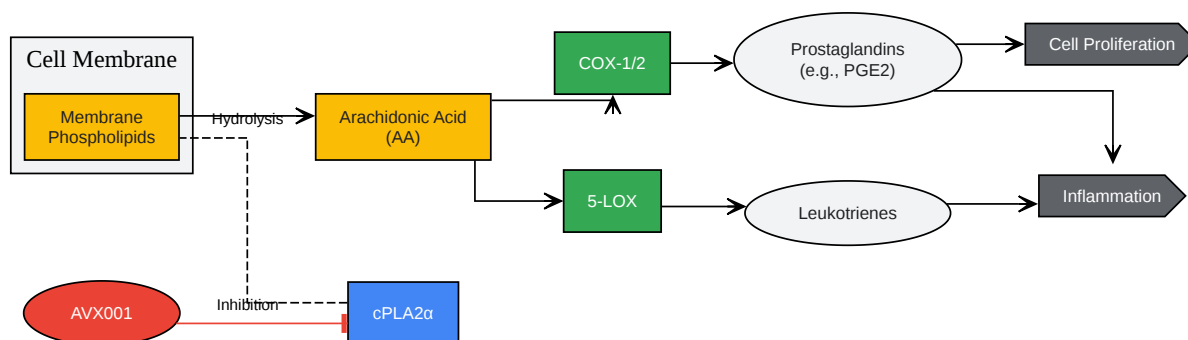 Cell Membrane
Membrane
Phospholipids
Hydrolysis
Arachidonic Acid
(AA)
COX-1/2
Prostaglandins
(e.g., PGE2)
Cell Proliferation
5-LOX
Leukotrienes
Inflammation
AVX001
Inhibition
cPLA2α